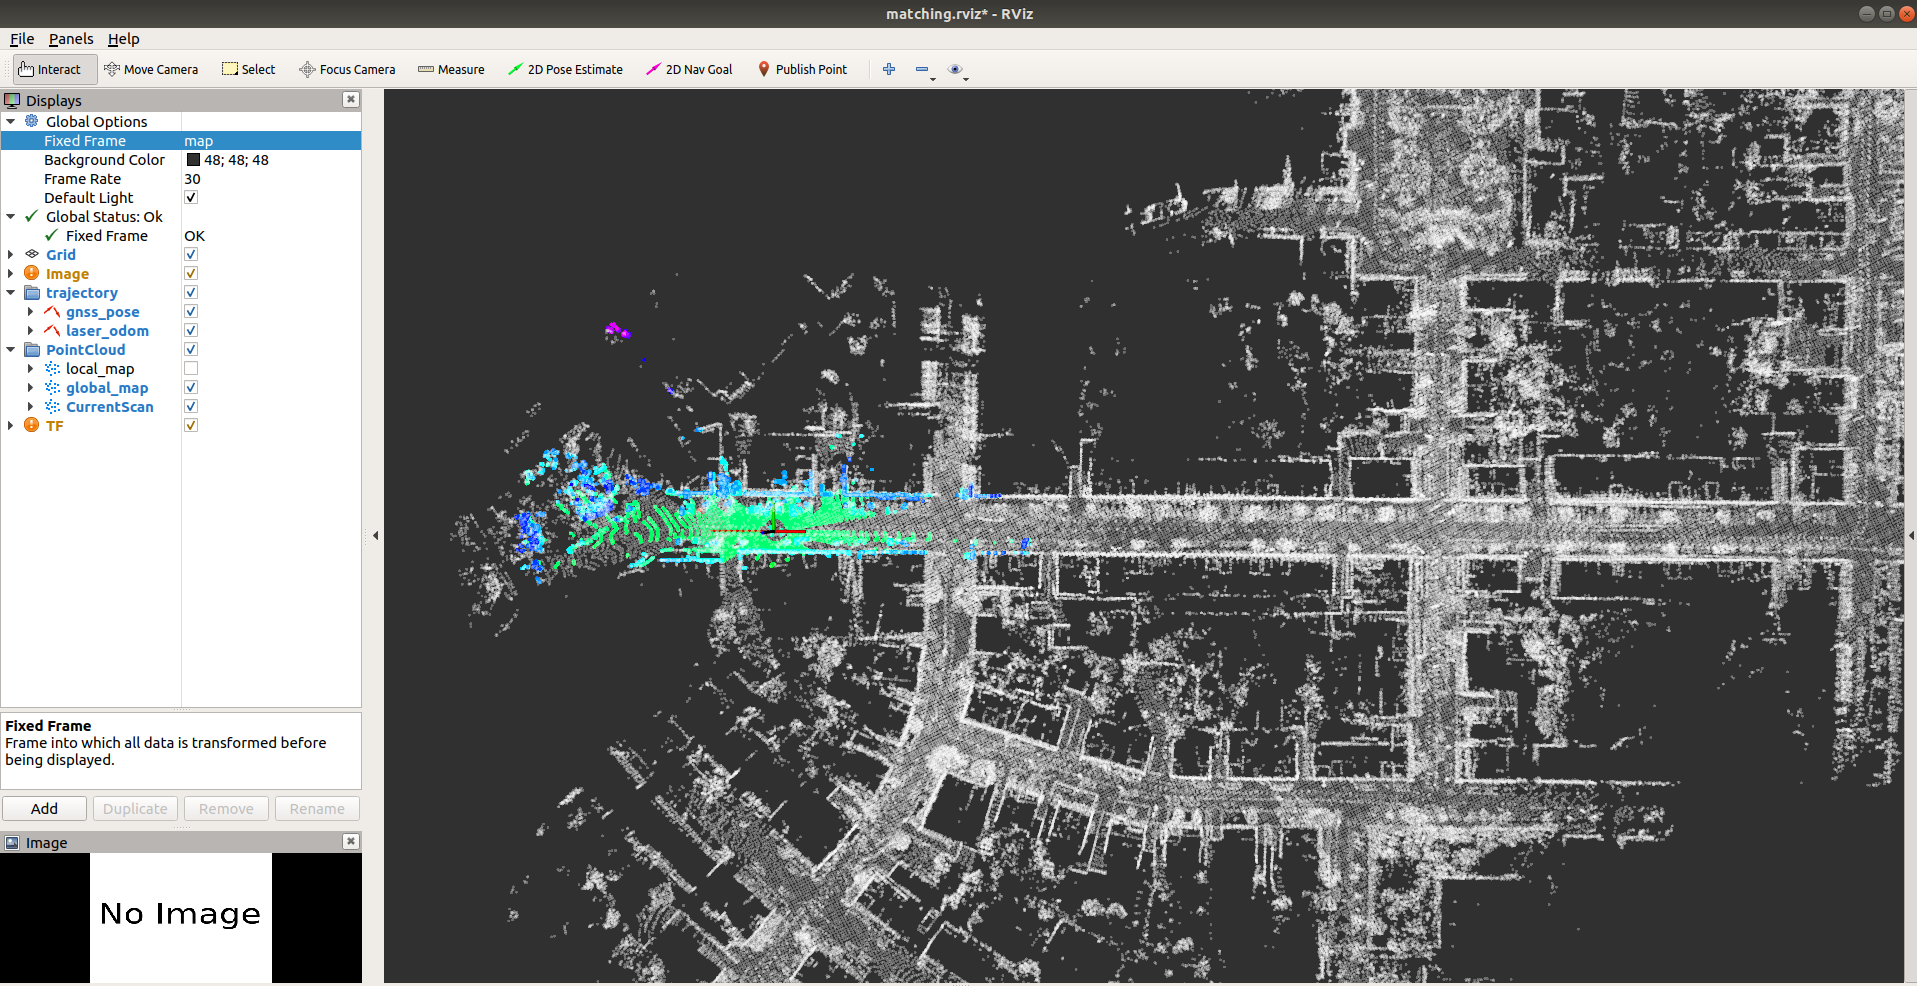 matching.rviz* - RViz
File Panels Help
Interact Move Camera Select Focus Camera Measure 2D Pose Estimate 2D Nav Goal Publish Point
Displays
Global Options
Fixed Frame map
Background Color 48; 48; 48
Frame Rate 30
Default Light
Global Status: Ok
Fixed Frame OK
Grid
Image
trajectory
gnss_pose
laser_odom
PointCloud
local_map
global_map
CurrentScan
TF
Fixed Frame
Frame into which all data is transformed before
being displayed.
Add Duplicate Remove Rename
Image
No Image